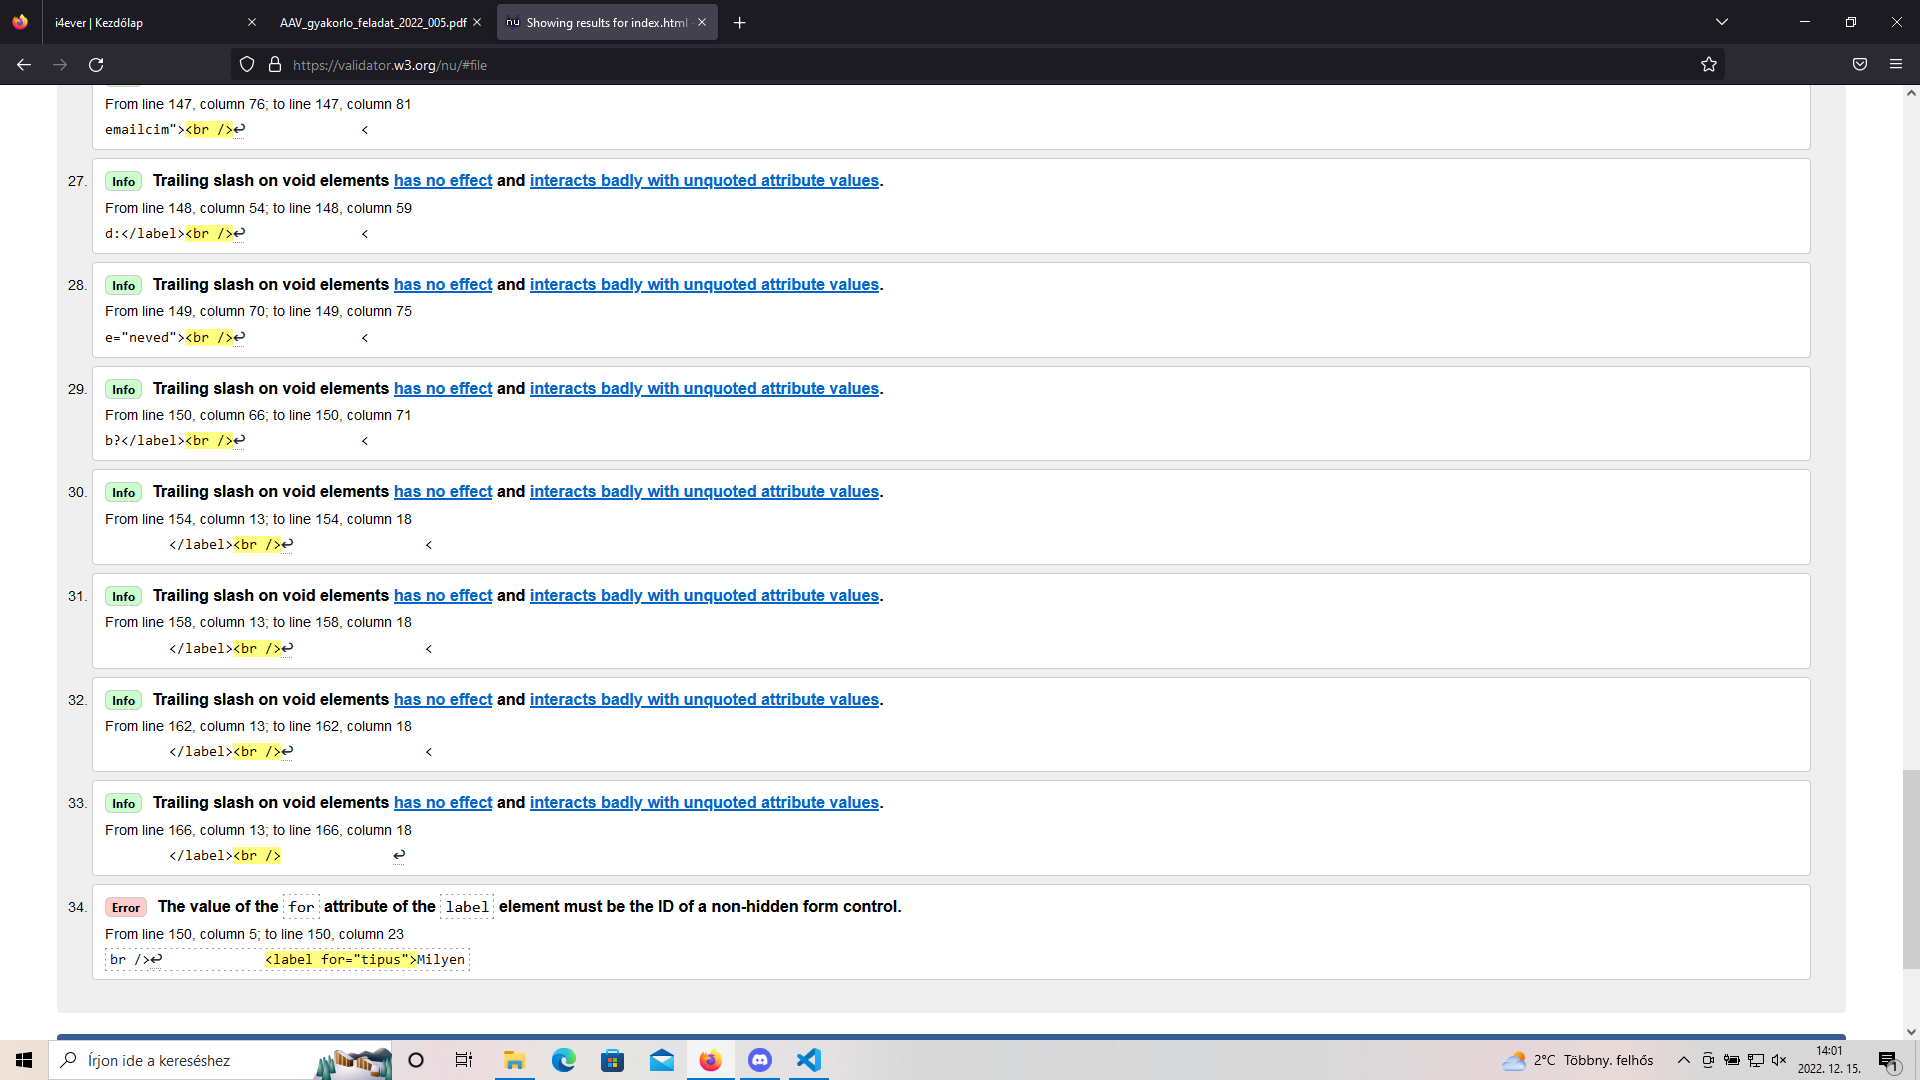 i4ever | Kezdőlap
AAV_gyakorlo_feladat_2022_005.pdf
nu Showing results for index.html
https://validator.w3.org/nu/#file
From line 147, column 76; to line 147, column 81
emailcim"><br />↩ <
27. Info Trailing slash on void elements has no effect and interacts badly with unquoted attribute values.
From line 148, column 54; to line 148, column 59
d:</label><br />↩ <
28. Info Trailing slash on void elements has no effect and interacts badly with unquoted attribute values.
From line 149, column 70; to line 149, column 75
e="neved"><br />↩ <
29. Info Trailing slash on void elements has no effect and interacts badly with unquoted attribute values.
From line 150, column 66; to line 150, column 71
b?</label><br />↩ <
30. Info Trailing slash on void elements has no effect and interacts badly with unquoted attribute values.
From line 154, column 13; to line 154, column 18
</label><br />↩ <
31. Info Trailing slash on void elements has no effect and interacts badly with unquoted attribute values.
From line 158, column 13; to line 158, column 18
</label><br />↩ <
32. Info Trailing slash on void elements has no effect and interacts badly with unquoted attribute values.
From line 162, column 13; to line 162, column 18
</label><br />↩ <
33. Info Trailing slash on void elements has no effect and interacts badly with unquoted attribute values.
From line 166, column 13; to line 166, column 18
</label><br /> ↩
34. Error The value of the for attribute of the label element must be the ID of a non-hidden form control.
From line 150, column 5; to line 150, column 23
br />↩ <label for="tipus">Milyen
Írjon ide a kereséshez
2°C Többny. felhős
14:01
2022. 12. 15.
1